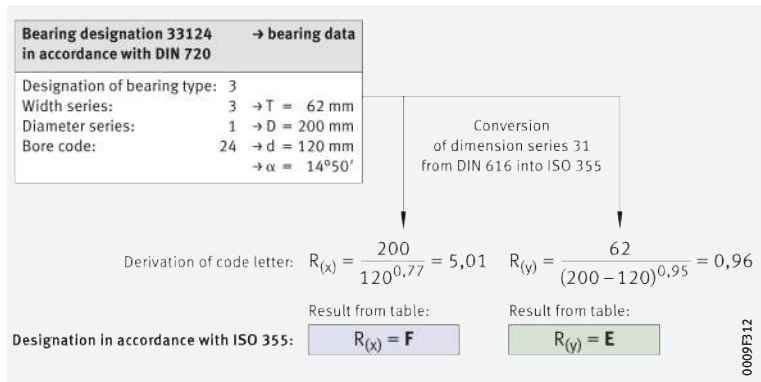 Bearing designation 33124 → bearing data
in accordance with DIN 720
Designation of bearing type: 3
Width series: 3 → T = 62 mm
Diameter series: 1 → D = 200 mm
Bore code: 24 → d = 120 mm
→ α = 14°50′
Conversion
of dimension series 31
from DIN 616 into ISO 355
Derivation of code letter: R(x) = 200 / 120^0,77 = 5,01 R(y) = 62 / (200 – 120)^0,95 = 0,96
Result from table: Result from table:
Designation in accordance with ISO 355: R(x) = F R(y) = E
0009F312